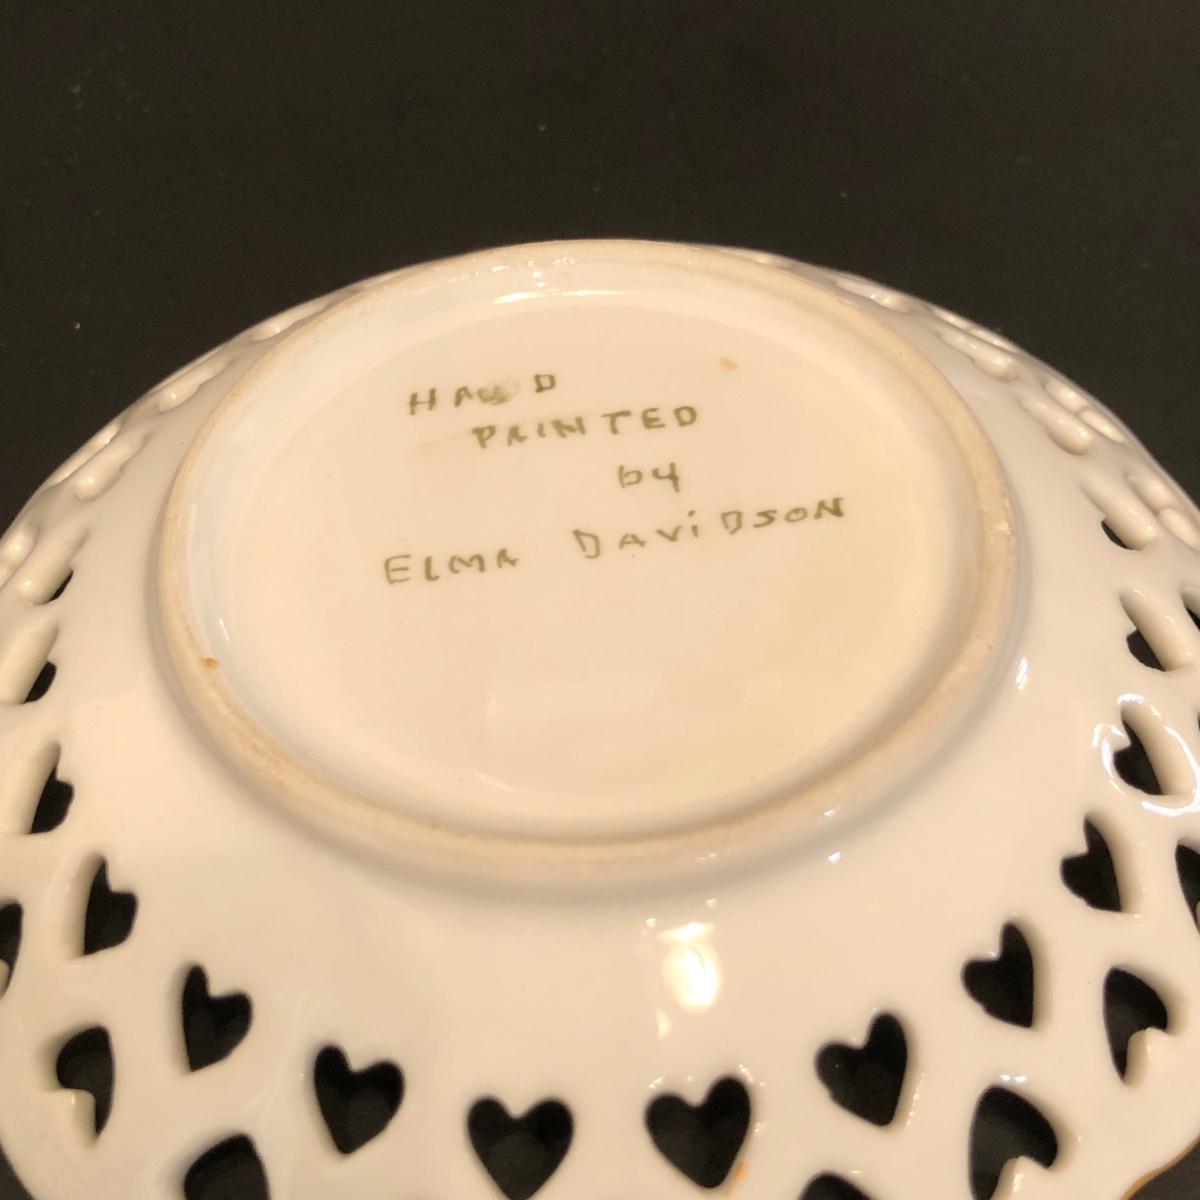 HAND
PAINTED
by
ELMA DAViDSON